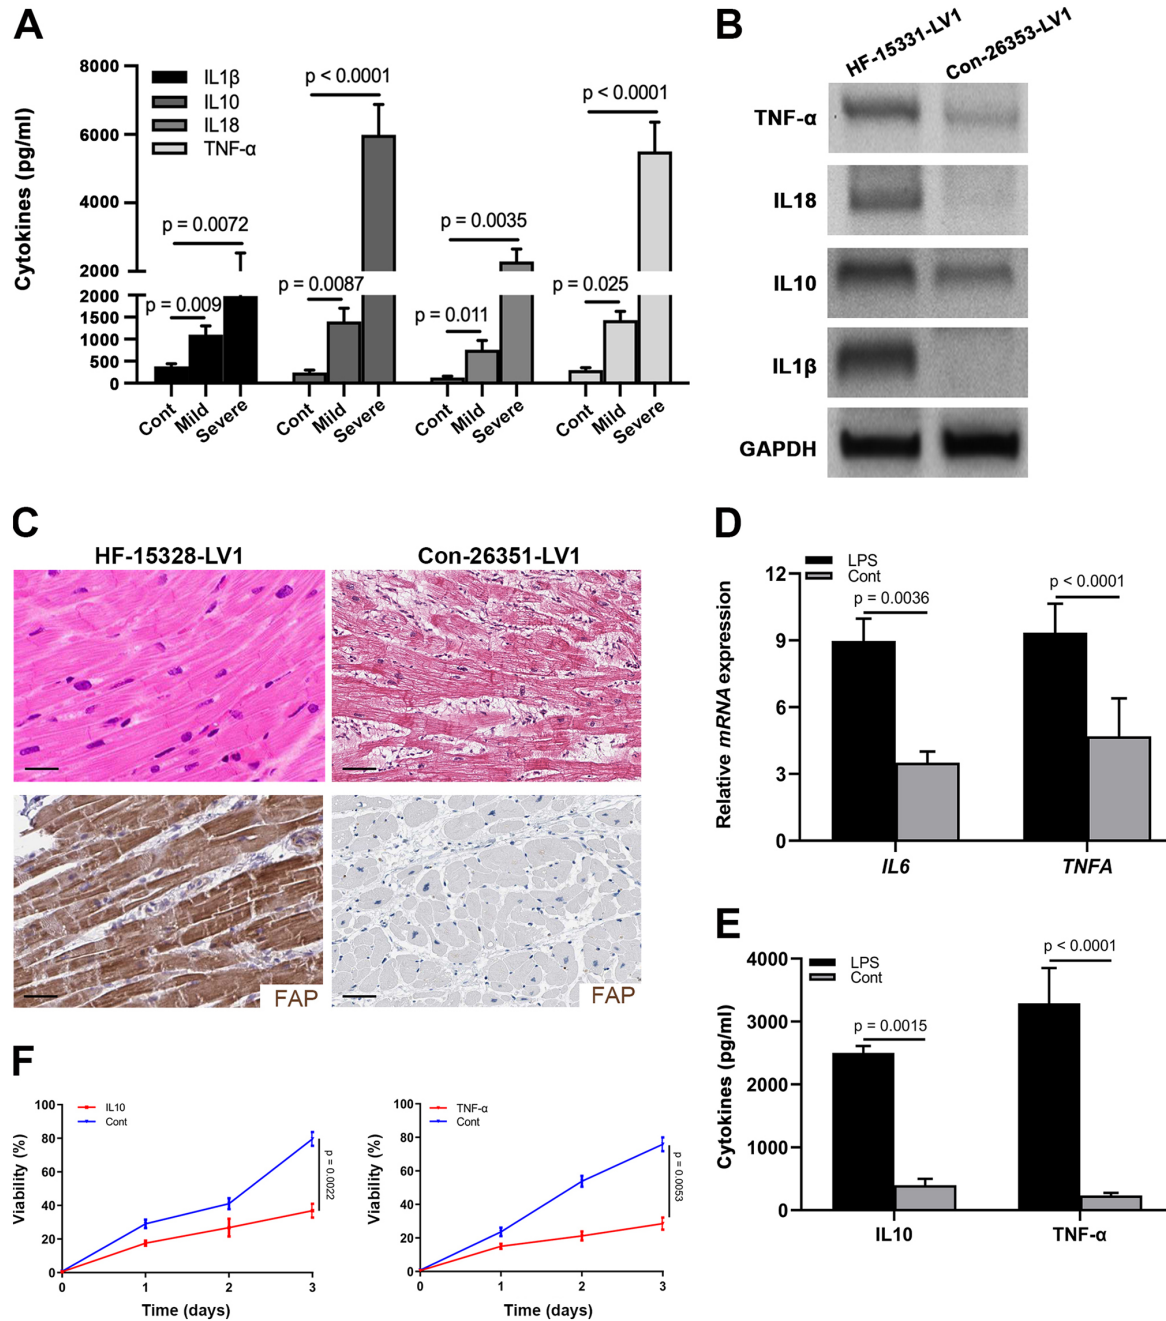 A
Cytokines (pg/ml)
8000
6000
4000
2000
2000
1500
1000
500
0
IL1β
IL10
IL18
TNF-α
p = 0.0072
p = 0.009
p < 0.0001
p = 0.0087
p = 0.0035
p = 0.011
p < 0.0001
p = 0.025
Cont Mild Severe Cont Mild Severe Cont Mild Severe Cont Mild Severe
B
HF-15331-LV1 Con-26353-LV1
TNF-α
IL18
IL10
IL1β
GAPDH
C
HF-15328-LV1 Con-26351-LV1
FAP FAP
D
Relative mRNA expression
12
9
6
3
0
LPS
Cont
p = 0.0036
p < 0.0001
IL6 TNFA
E
Cytokines (pg/ml)
4000
3000
2000
1000
0
LPS
Cont
p = 0.0015
p < 0.0001
IL10 TNF-α
F
Viability (%)
100
80
60
40
20
0
IL10
Cont
p = 0.0022
0 1 2 3
Time (days)
Viability (%)
100
80
60
40
20
0
TNF-α
Cont
p = 0.0053
0 1 2 3
Time (days)